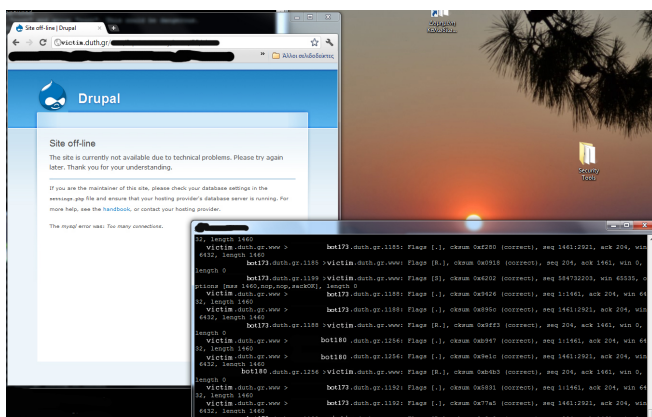 Site off-line | Drupal
victim.duth.gr/
»
Άλλοι σελιδοδείκτες
Drupal
Site off-line
The site is currently not available due to technical problems. Please try again
later. Thank you for your understanding.
If you are the maintainer of this site, please check your database settings in the
settings.php file and ensure that your hosting provider's database server is running. For
more help, see the handbook, or contact your hosting provider.
The mysql error was: Too many connections.
Security
Tools
32, length 1460
victim.duth.gr.www > bot173.duth.gr.1185: Flags [.], cksum 0xf280 (correct), seq 1461:2921, ack 204, win
6432, length 1460
bot173.duth.gr.1185 >victim.duth.gr.www: Flags [R.], cksum 0x0918 (correct), seq 204, ack 1461, win 0,
length 0
bot173.duth.gr.1199 >victim.duth.gr.www: Flags [S], cksum 0x6202 (correct), seq 584732203, win 65535, o
ptions [mss 1460,nop,nop,sackOK], length 0
victim.duth.gr.www > bot173.duth.gr.1188: Flags [.], cksum 0x9426 (correct), seq 1:1461, ack 204, win 64
32, length 1460
victim.duth.gr.www > bot173.duth.gr.1188: Flags [.], cksum 0x895c (correct), seq 1461:2921, ack 204, win
6432, length 1460
bot173.duth.gr.1188 >victim.duth.gr.www: Flags [R.], cksum 0x9ff3 (correct), seq 204, ack 1461, win 0,
length 0
victim.duth.gr.www > bot180.duth.gr.1256: Flags [.], cksum 0xb947 (correct), seq 1:1461, ack 204, win 64
32, length 1460
victim.duth.gr.www > bot180.duth.gr.1256: Flags [.], cksum 0x9e1c (correct), seq 1461:2921, ack 204, win
6432, length 1460
bot180.duth.gr.1256 >victim.duth.gr.www: Flags [R.], cksum 0xb4b3 (correct), seq 204, ack 1461, win 0,
length 0
victim.duth.gr.www > bot173.duth.gr.1192: Flags [.], cksum 0x5831 (correct), seq 1:1461, ack 204, win 64
32, length 1460
victim.duth.gr.www > bot173.duth.gr.1192: Flags [.], cksum 0x77a5 (correct), seq 1461:2921, ack 204, win
6432, length 1460